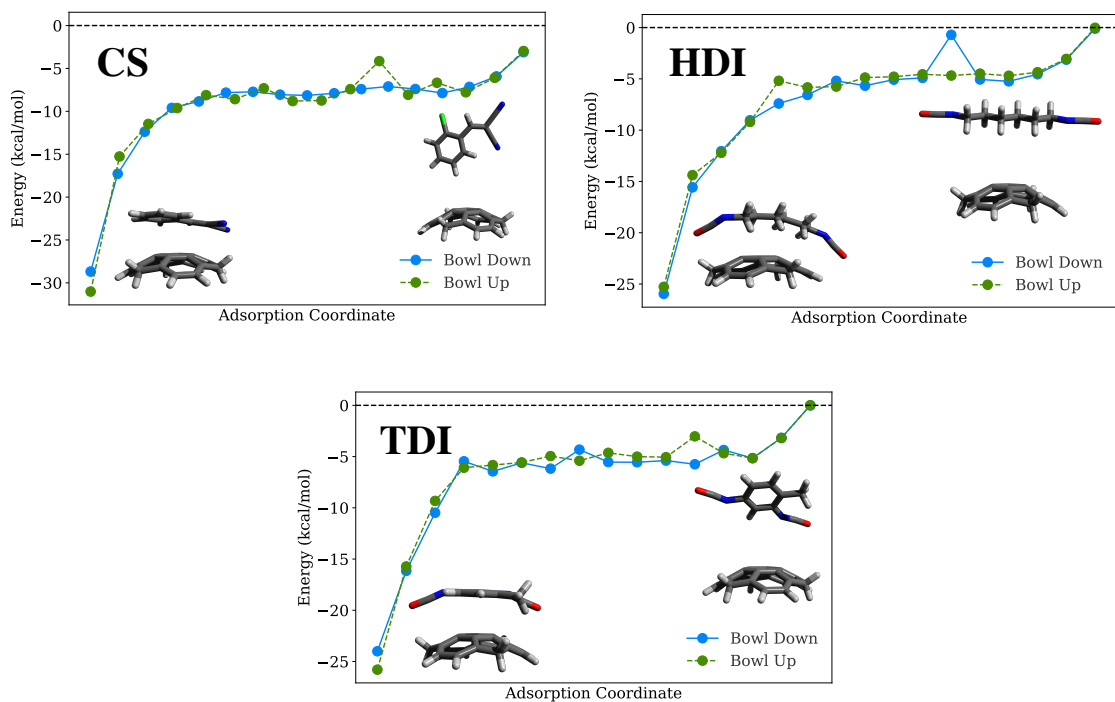 CS
Energy (kcal/mol)
0
−5
−10
−15
−20
−25
−30
Bowl Down
Bowl Up
Adsorption Coordinate
HDI
Energy (kcal/mol)
0
−5
−10
−15
−20
−25
Bowl Down
Bowl Up
Adsorption Coordinate
TDI
Energy (kcal/mol)
0
−5
−10
−15
−20
−25
Bowl Down
Bowl Up
Adsorption Coordinate